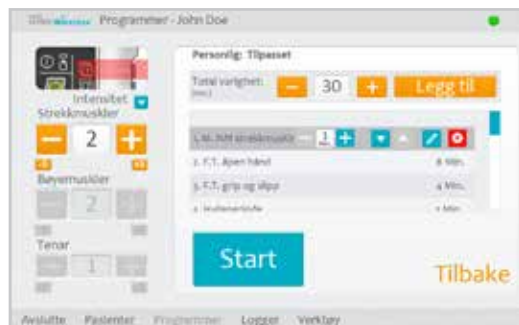 Programmer - John Doe
Intensitet
Strekkmuskler
2
Bøyemuskler
2
Tenar
1
Personlig: Tilpasset
Total varighet:
30
Legg til
1
2. F.T. Åpen hånd 8 Min.
3. F.T. grip og slipp 4 Min.
Start
Tilbake
Avslutte Pasienter Programmer Logger Verktøy